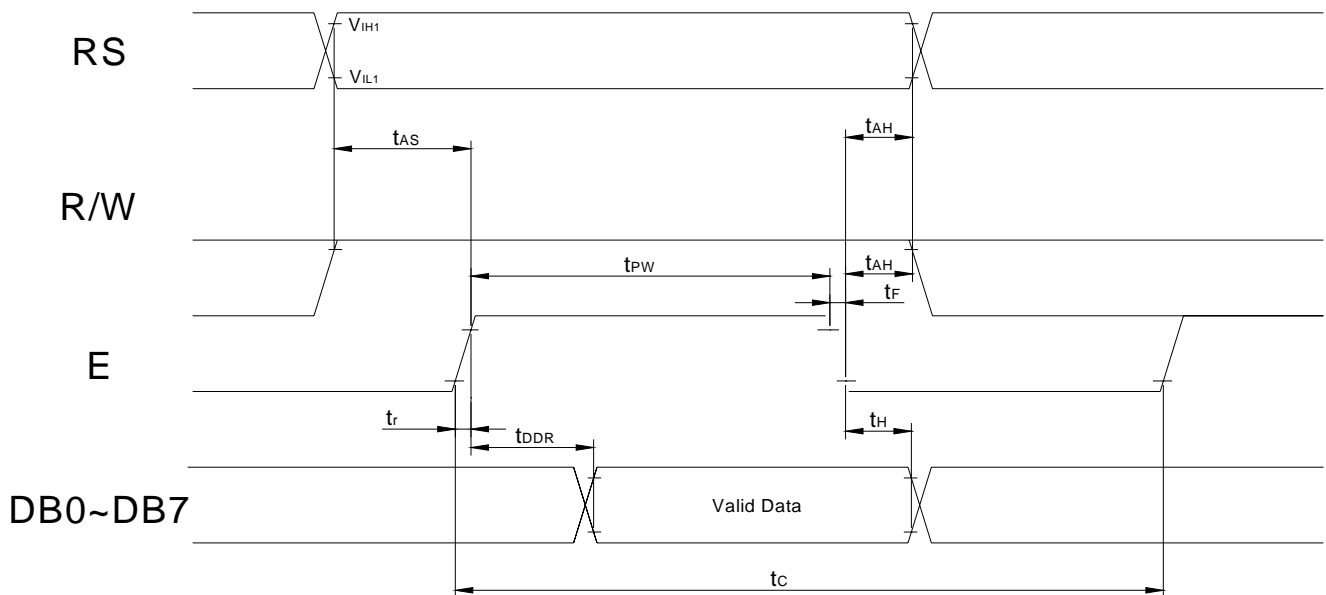 RS
VIH1
VIL1
tAS
tAH
R/W
tPW
tAH
tF
E
tr
tDDR
tH
DB0~DB7
Valid Data
tC